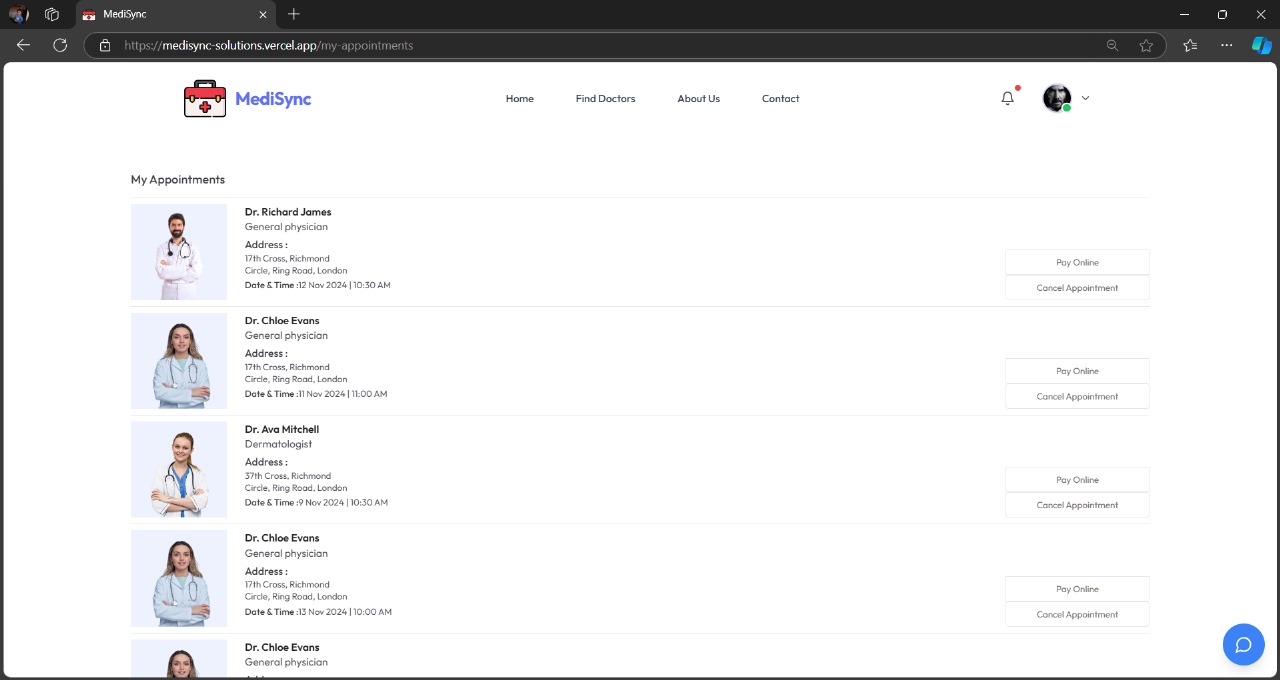 MediSync
https://medisync-solutions.vercel.app/my-appointments
MediSync
Home
Find Doctors
About Us
Contact
My Appointments
Dr. Richard James
General physician
Address :
17th Cross, Richmond
Circle, Ring Road, London
Date & Time :12 Nov 2024 | 10:30 AM
Pay Online
Cancel Appointment
Dr. Chloe Evans
General physician
Address :
17th Cross, Richmond
Circle, Ring Road, London
Date & Time :11 Nov 2024 | 11:00 AM
Pay Online
Cancel Appointment
Dr. Ava Mitchell
Dermatologist
Address :
37th Cross, Richmond
Circle, Ring Road, London
Date & Time :9 Nov 2024 | 10:30 AM
Pay Online
Cancel Appointment
Dr. Chloe Evans
General physician
Address :
17th Cross, Richmond
Circle, Ring Road, London
Date & Time :13 Nov 2024 | 10:00 AM
Pay Online
Cancel Appointment
Dr. Chloe Evans
General physician